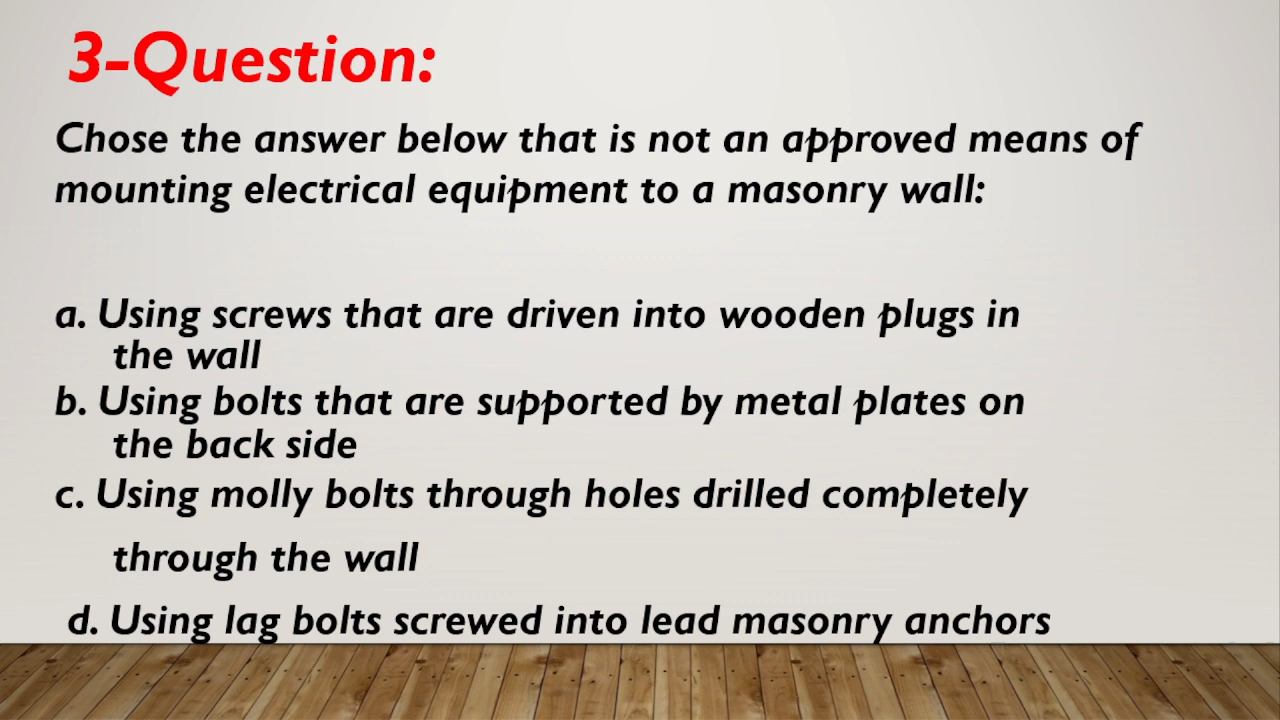 3-Question:
Chose the answer below that is not an approved means of
mounting electrical equipment to a masonry wall:
a. Using screws that are driven into wooden plugs in
the wall
b. Using bolts that are supported by metal plates on
the back side
c. Using molly bolts through holes drilled completely
through the wall
d. Using lag bolts screwed into lead masonry anchors